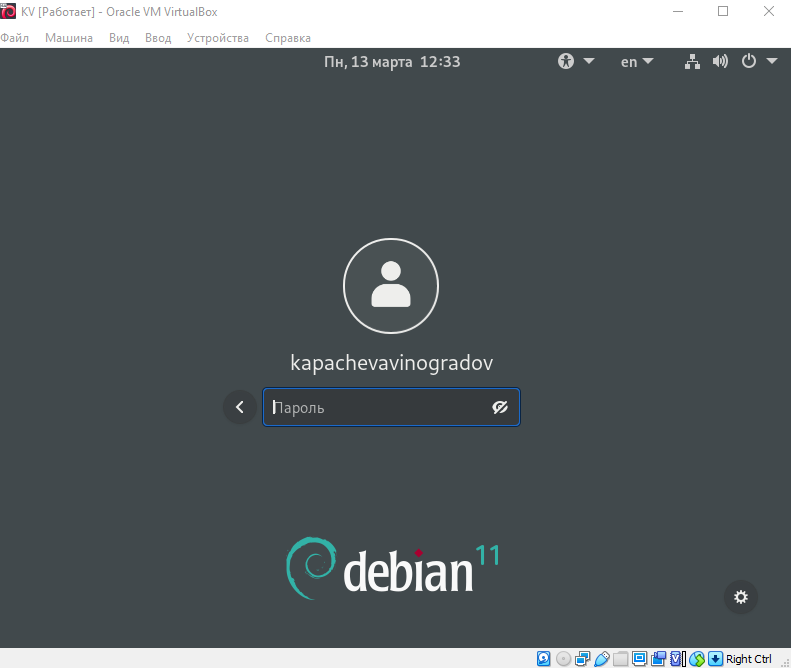 KV [Работает] - Oracle VM VirtualBox
Файл Машина Вид Ввод Устройства Справка
Пн, 13 марта 12:33 en
kapachevavinogradov
Пароль
debian 11
Right Ctrl